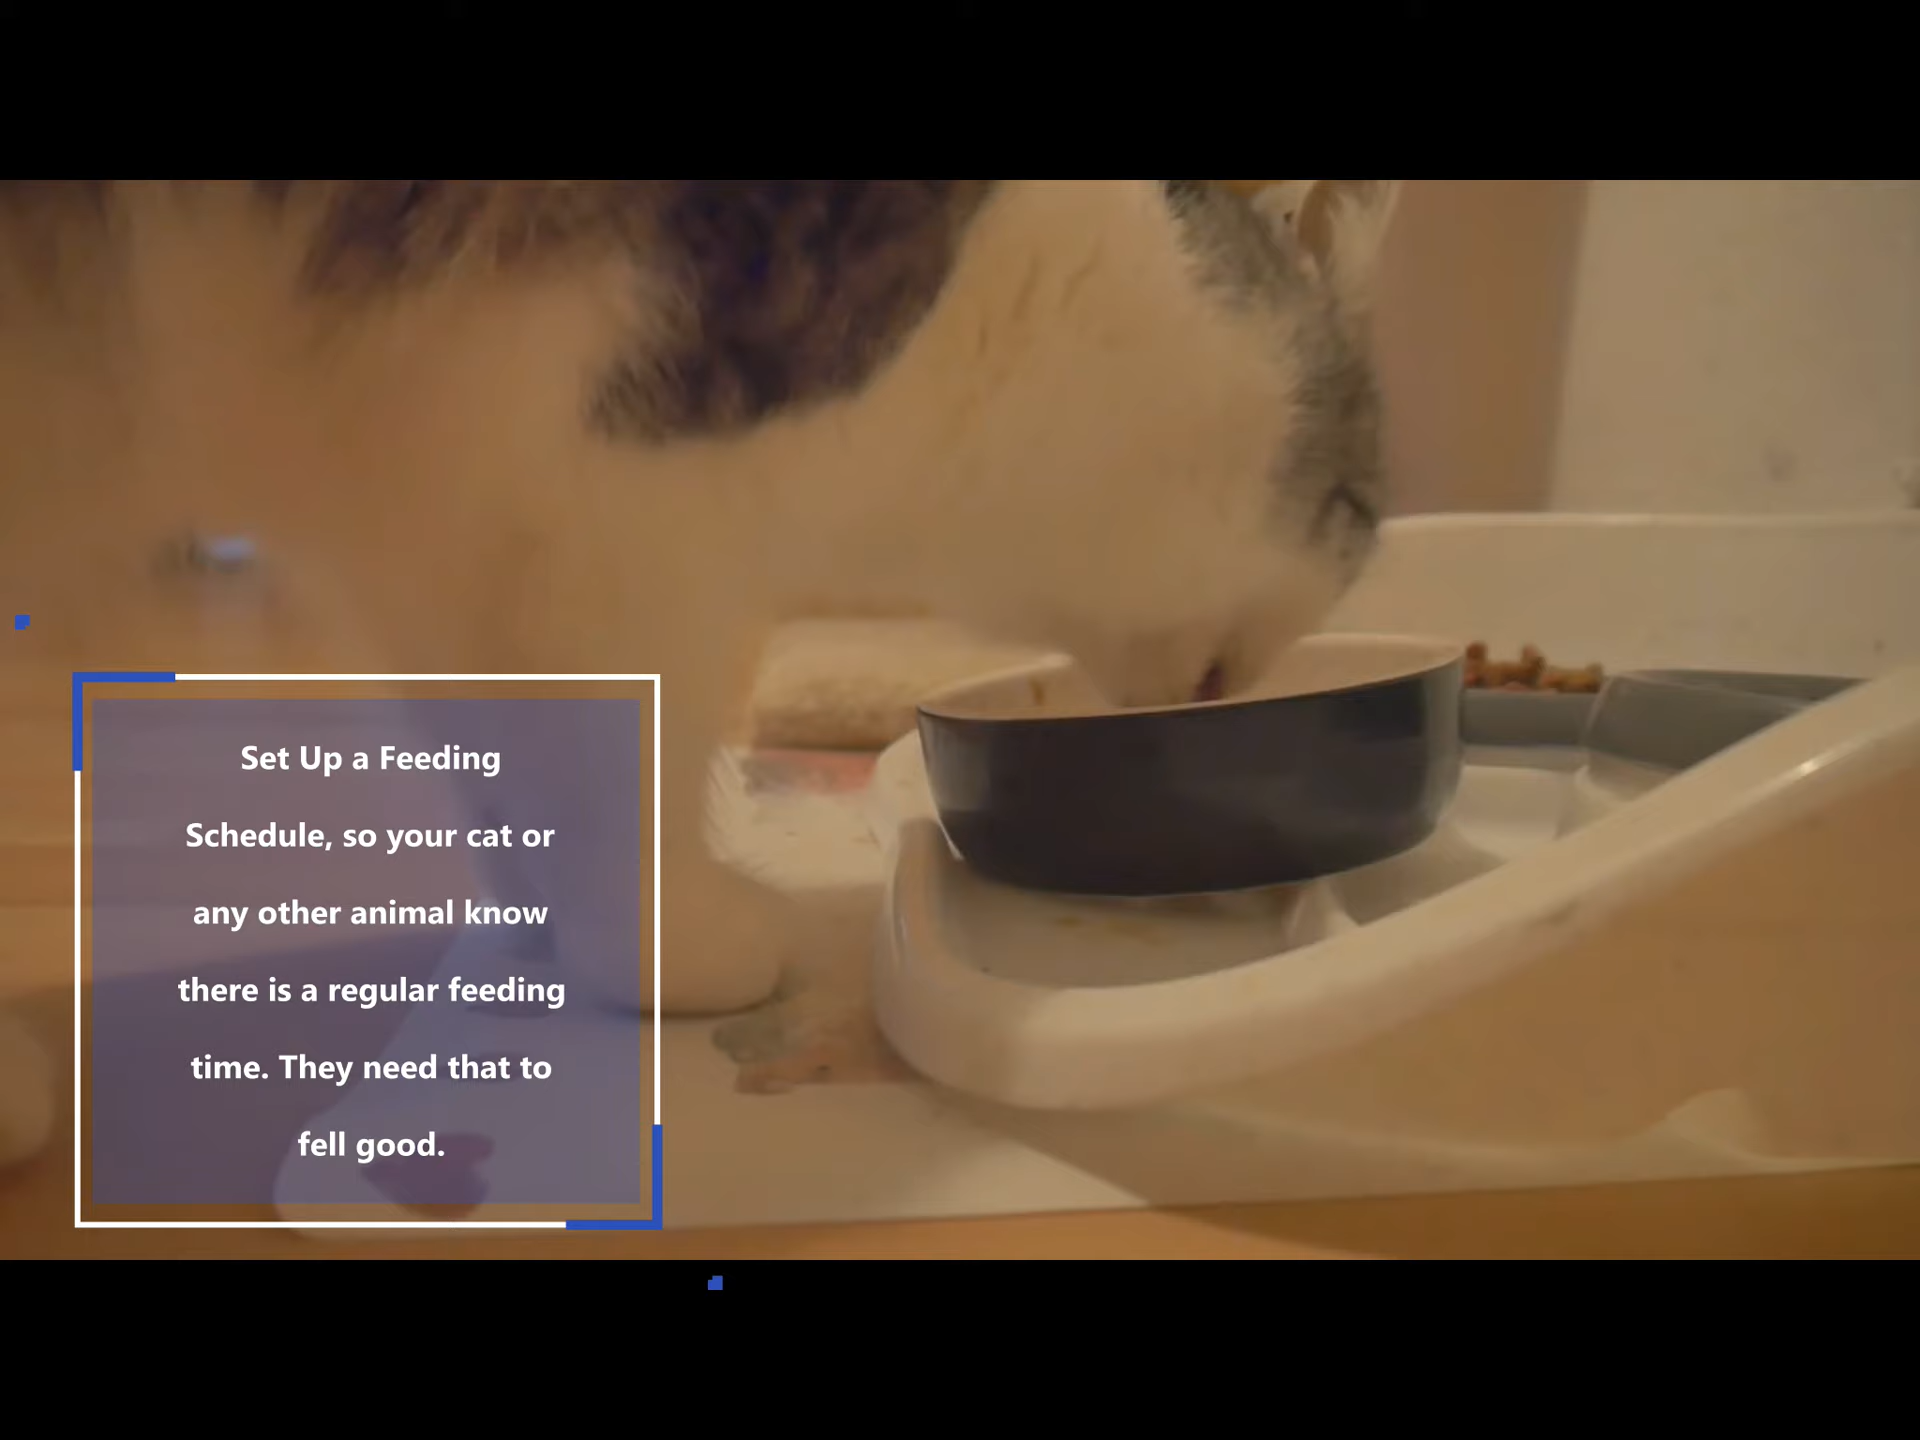 Set Up a Feeding
Schedule, so your cat or
any other animal know
there is a regular feeding
time. They need that to
fell good.